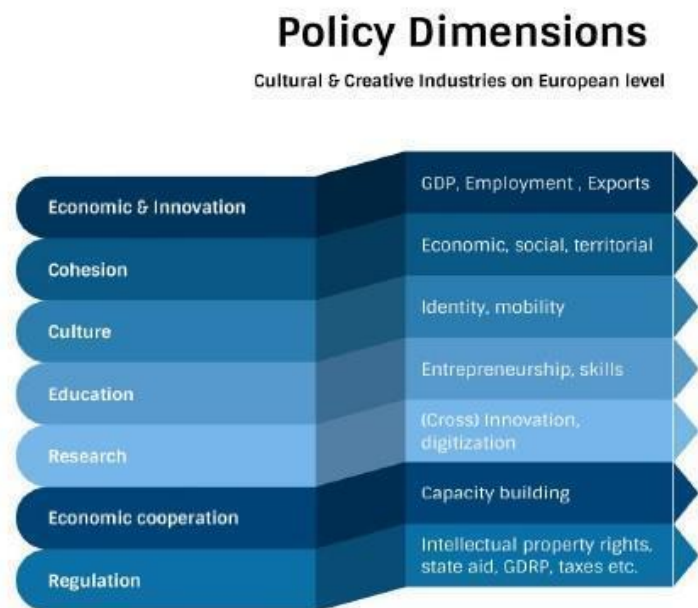 Policy Dimensions
Cultural & Creative Industries on European level
Economic & Innovation
GDP, Employment , Exports
Cohesion
Economic, social, territorial
Culture
Identity, mobility
Education
Entrepreneurship, skills
Research
(Cross) Innovation,
digitization
Economic cooperation
Capacity building
Regulation
Intellectual property rights,
state aid, GDRP, taxes etc.